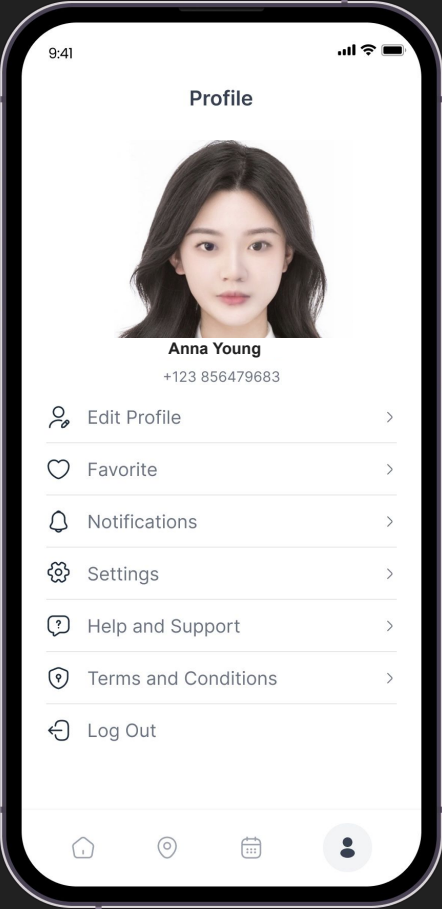 9:41
Profile
Anna Young
+123 856479683
Edit Profile
Favorite
Notifications
Settings
Help and Support
Terms and Conditions
Log Out